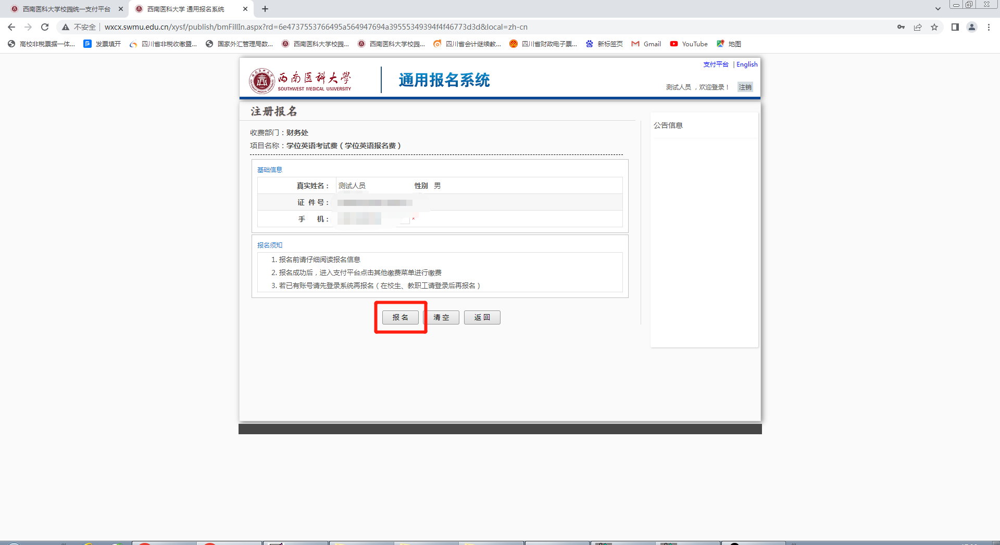 西南医科大学校园统一支付平台
西南医科大学 通用报名系统
不安全
wxcx.swmu.edu.cn/xysf/publish/bmFillIn.aspx?rd=6e4737553766495a564947694a39555349394f4f46773d3d&local=zh-cn
高校非税票据一体...
发票填开
四川省非税收缴暨...
国家外汇管理局数...
西南医科大学校园...
西南医科大学校园...
四川省会计继续教...
四川省财政电子票...
新标签页
Gmail
YouTube
地图
支付平台 | English
西南医科大学
SOUTHWEST MEDICAL UNIVERSITY
通用报名系统
测试人员 ，欢迎登录！ 注销
注册报名
收费部门：财务处
项目名称：学位英语考试费（学位英语报名费）
公告信息
基础信息
真实姓名： 测试人员 性别 男
证 件 号：
手 机： *
报名须知
1. 报名前请仔细阅读报名信息
2. 报名成功后，进入支付平台点击其他缴费菜单进行缴费
3. 若已有账号请先登录系统再报名（在校生、教职工请登录后再报名）
报 名 清 空 返 回